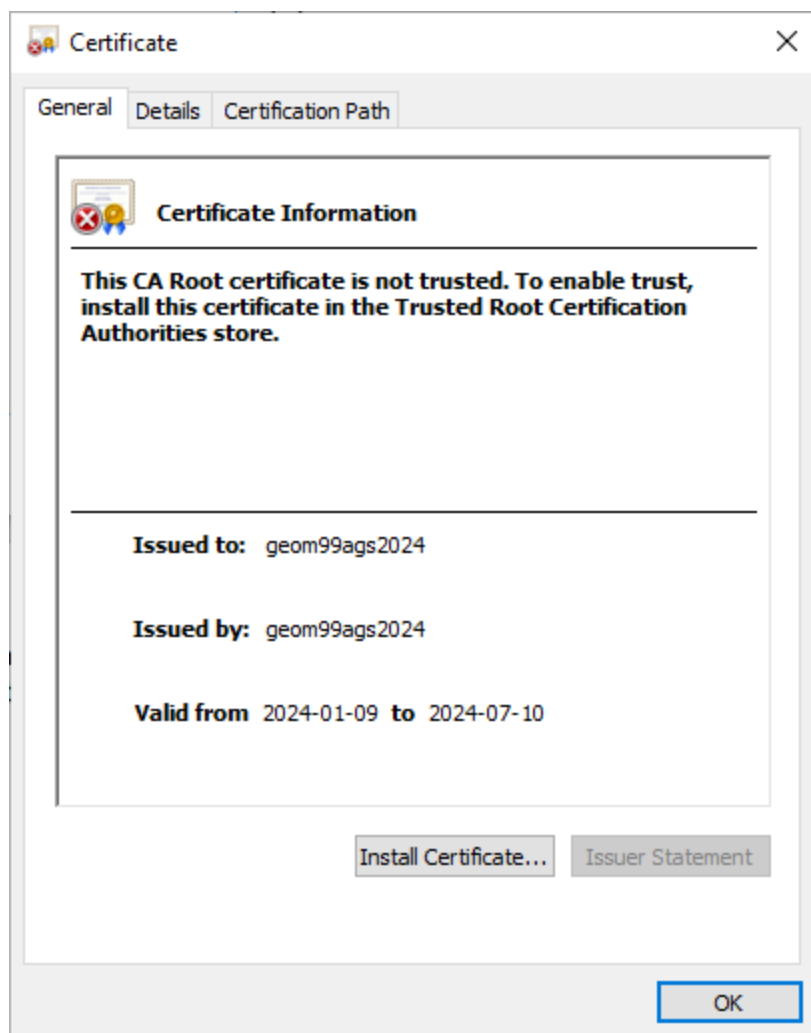 Certificate
General Details Certification Path
Certificate Information
This CA Root certificate is not trusted. To enable trust,
install this certificate in the Trusted Root Certification
Authorities store.
Issued to: geom99ags2024
Issued by: geom99ags2024
Valid from 2024-01-09 to 2024-07-10
Install Certificate... Issuer Statement
OK